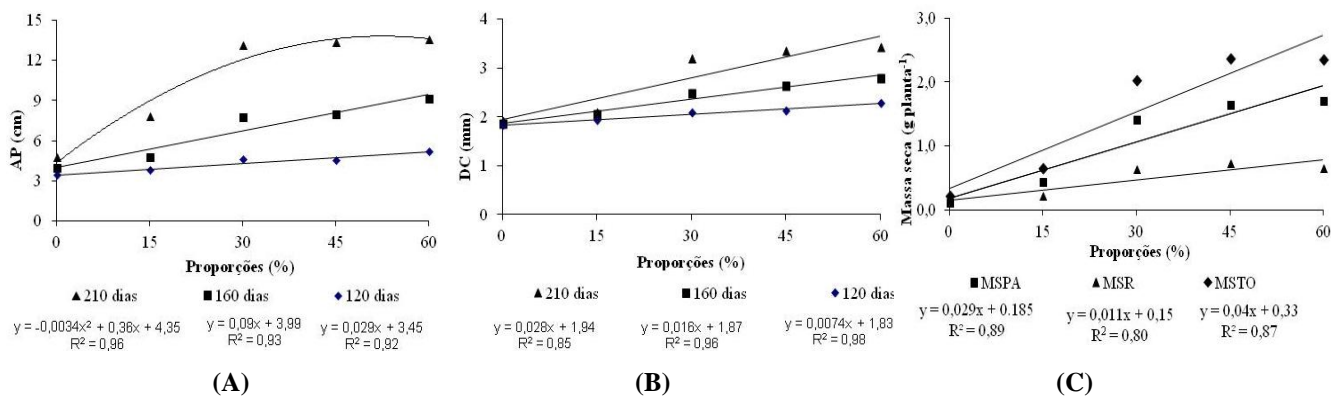 AP (cm)
15
12
9
6
3
0
0 15 30 45 60
Proporções (%)
▲ 210 dias ■ 160 dias ◆ 120 dias
y = -0,0034x² + 0,36x + 4,35
R² = 0,96
y = 0,09x + 3,99
R² = 0,93
y = 0,029x + 3,45
R² = 0,92
(A)
DC (mm)
4
3
2
1
0
0 15 30 45 60
Proporções (%)
▲ 210 dias ■ 160 dias ◆ 120 dias
y = 0,028x + 1,94
R² = 0,85
y = 0,016x + 1,87
R² = 0,96
y = 0,0074x + 1,83
R² = 0,98
(B)
Massa seca (g planta⁻¹)
3,0
2,0
1,0
0,0
0 15 30 45 60
Proporções (%)
■ MSPA ▲ MSR ◆ MSTO
y = 0,029x + 0.185
R² = 0,89
y = 0,011x + 0,15
R² = 0,80
y = 0,04x + 0,33
R² = 0,87
(C)